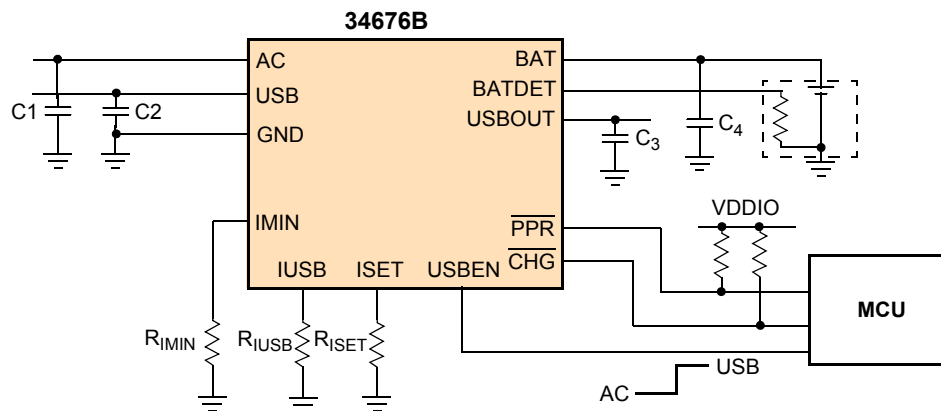 34676B
AC
USB
GND
C1
C2
BAT
BATDET
USBOUT
C3
C4
IMIN
PPR
CHG
VDDIO
IUSB ISET USBEN
MCU
RIMIN
RIUSB
RISET
AC
USB